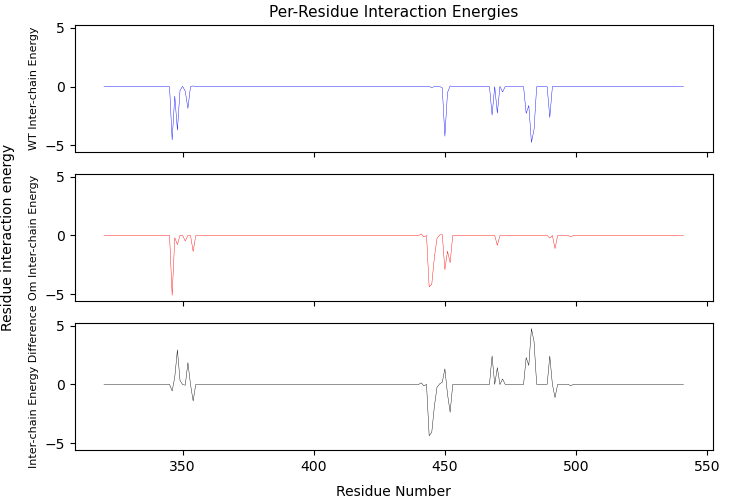 Per-Residue Interaction Energies
Residue interaction energy
WT Inter-chain Energy
5
0
−5
Om Inter-chain Energy
5
0
−5
Inter-chain Energy Difference
5
0
−5
350
400
450
500
550
Residue Number